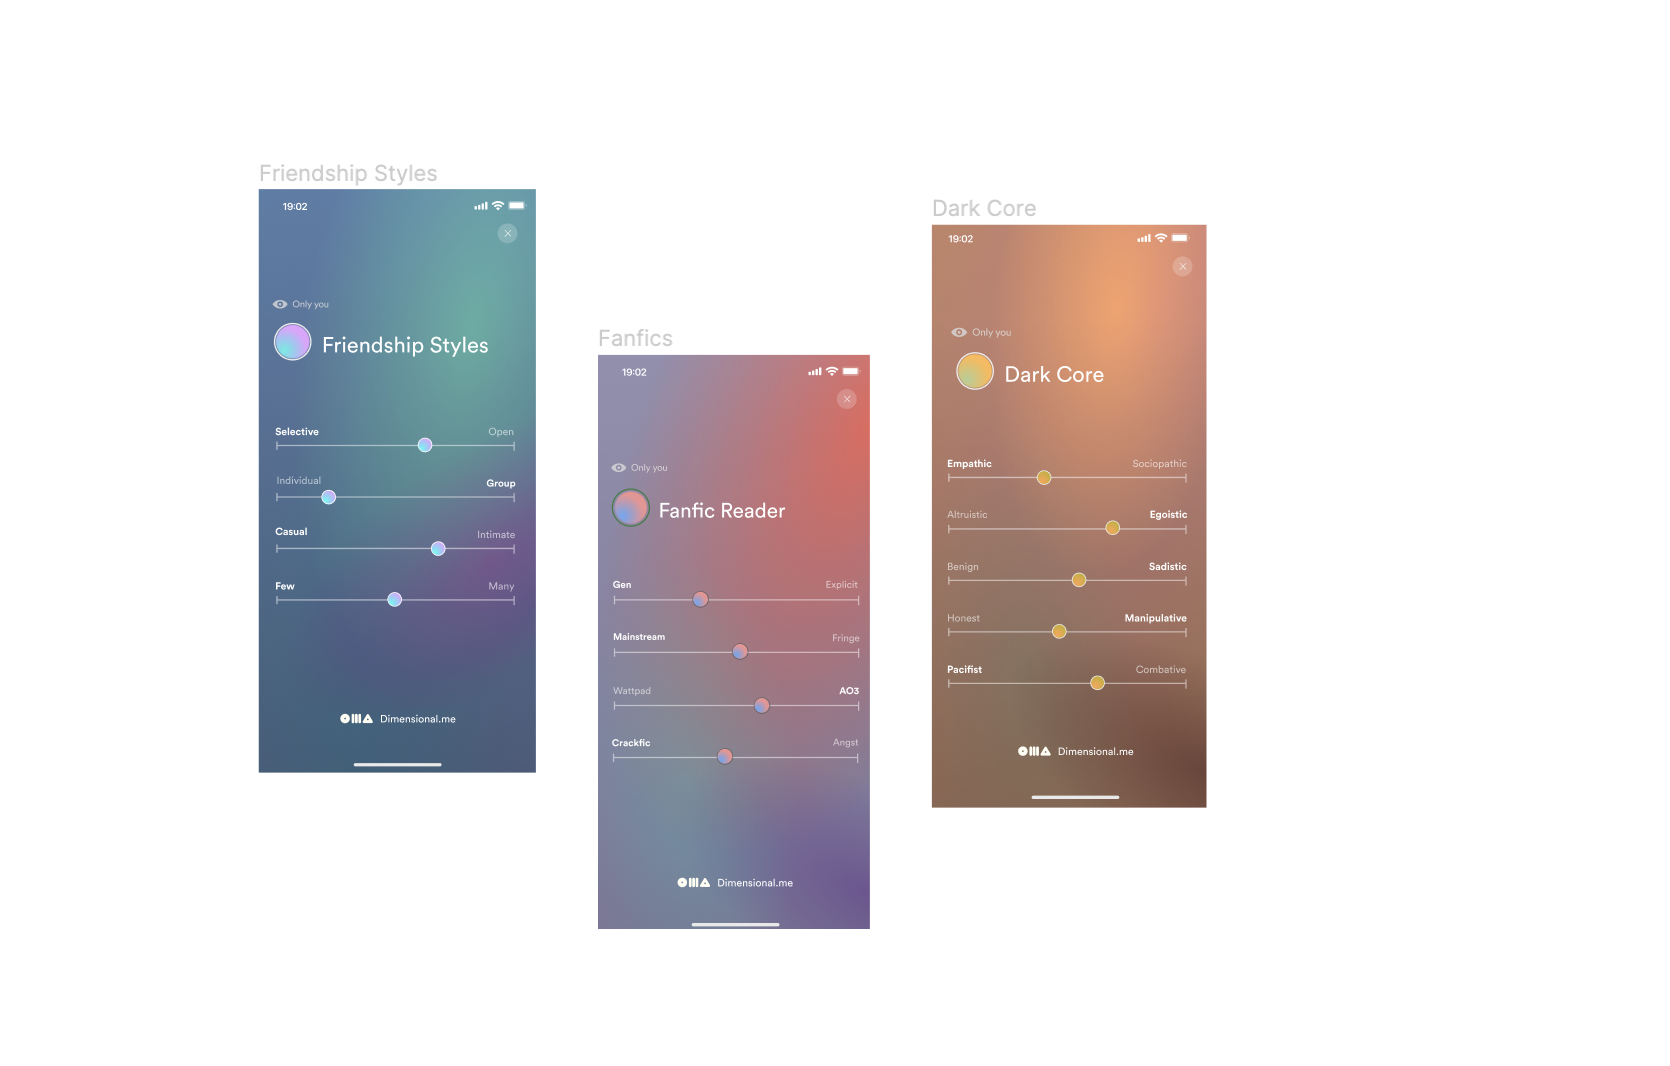 Friendship Styles
19:02
Only you
Friendship Styles
Selective Open
Individual Group
Casual Intimate
Few Many
Dimensional.me
Fanfics
19:02
Only you
Fanfic Reader
Gen Explicit
Mainstream Fringe
Wattpad AO3
Crackfic Angst
Dimensional.me
Dark Core
19:02
Only you
Dark Core
Empathic Sociopathic
Altruistic Egoistic
Benign Sadistic
Honest Manipulative
Pacifist Combative
Dimensional.me